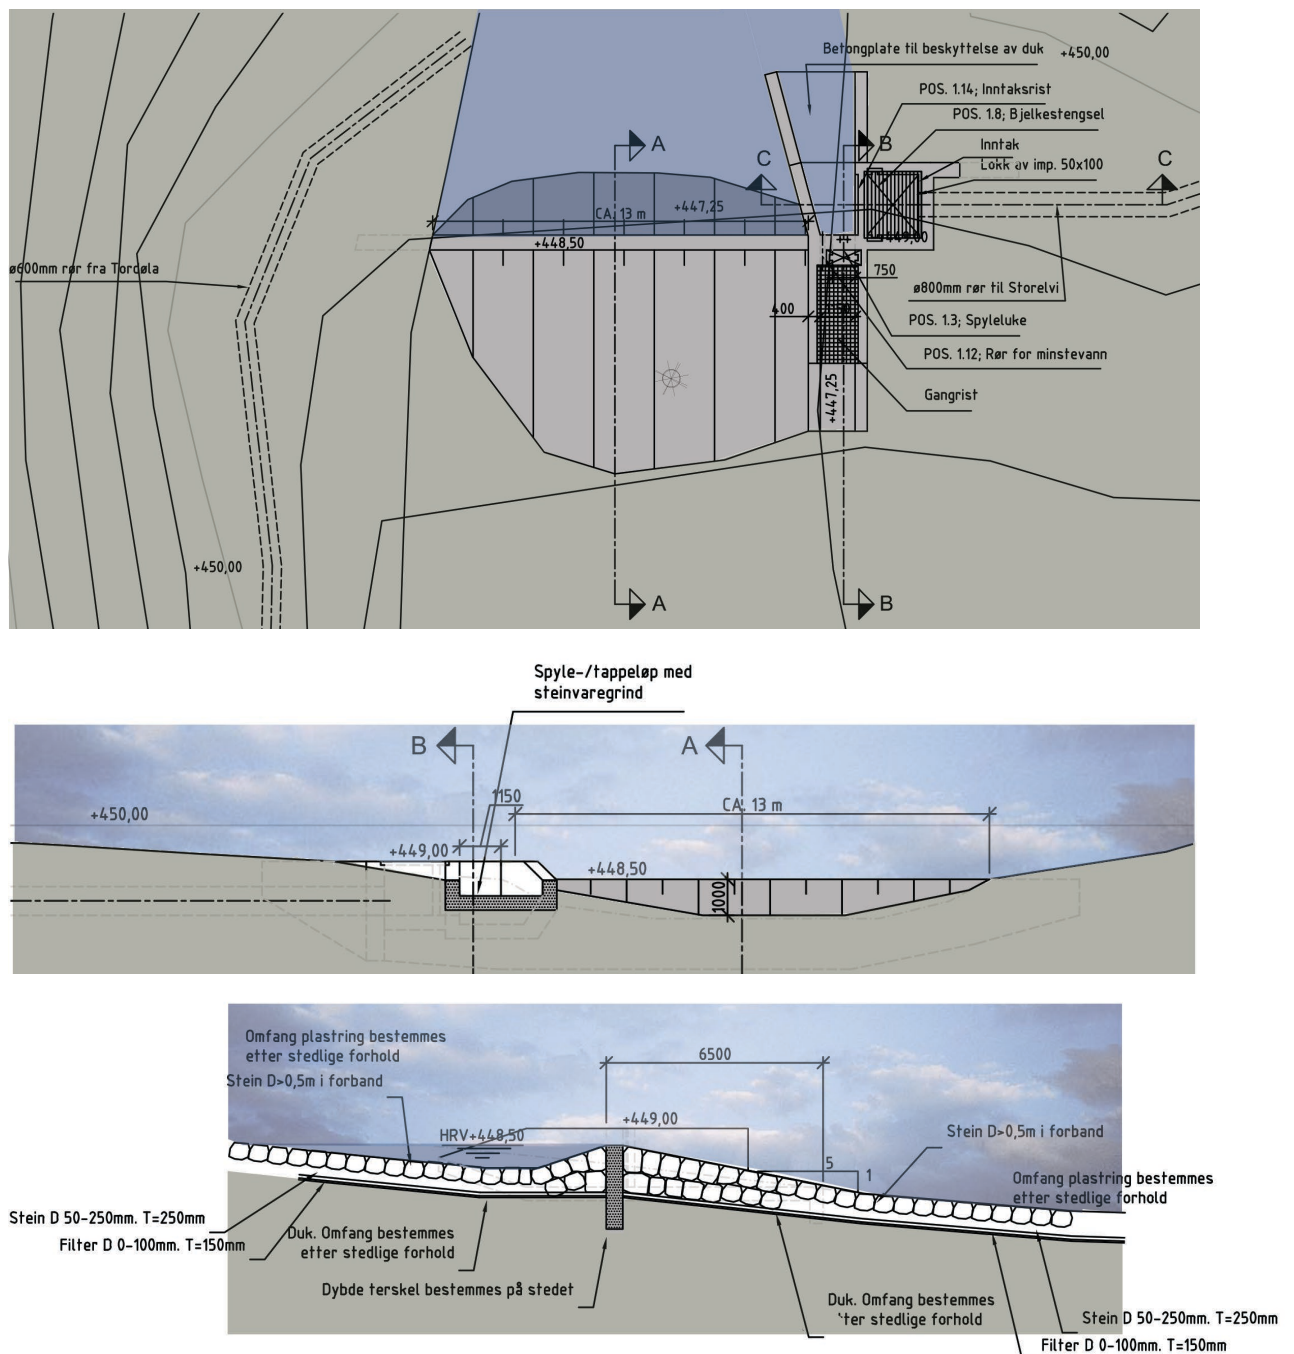 Betongplate til beskyttelse av duk
+450,00
POS. 1.14; Inntaksrist
POS. 1.8; Bjelkestengsel
Inntak
Lokk av imp. 50x100
A
B
C
C
CA. 13 m
+447,25
+448,50
+449,00
ø600mm rør fra Tordøla
750
ø800mm rør til Storelvi
400
POS. 1.3; Spyleluke
POS. 1.12; Rør for minstevann
Gangrist
+447,25
+450,00
A
B
Spyle-/tappeløp med
steinvaregrind
B
A
1150
CA. 13 m
+450,00
+449,00
+448,50
1000
Omfang plastring bestemmes
etter stedlige forhold
Stein D>0,5m i forband
6500
+449,00
HRV+448,50
Stein D>0,5m i forband
5
1
Omfang plastring bestemmes
etter stedlige forhold
Stein D 50-250mm. T=250mm
Filter D 0-100mm. T=150mm
Duk. Omfang bestemmes
etter stedlige forhold
Dybde terskel bestemmes på stedet
Duk. Omfang bestemmes
'ter stedlige forhold
Stein D 50-250mm. T=250mm
Filter D 0-100mm. T=150mm